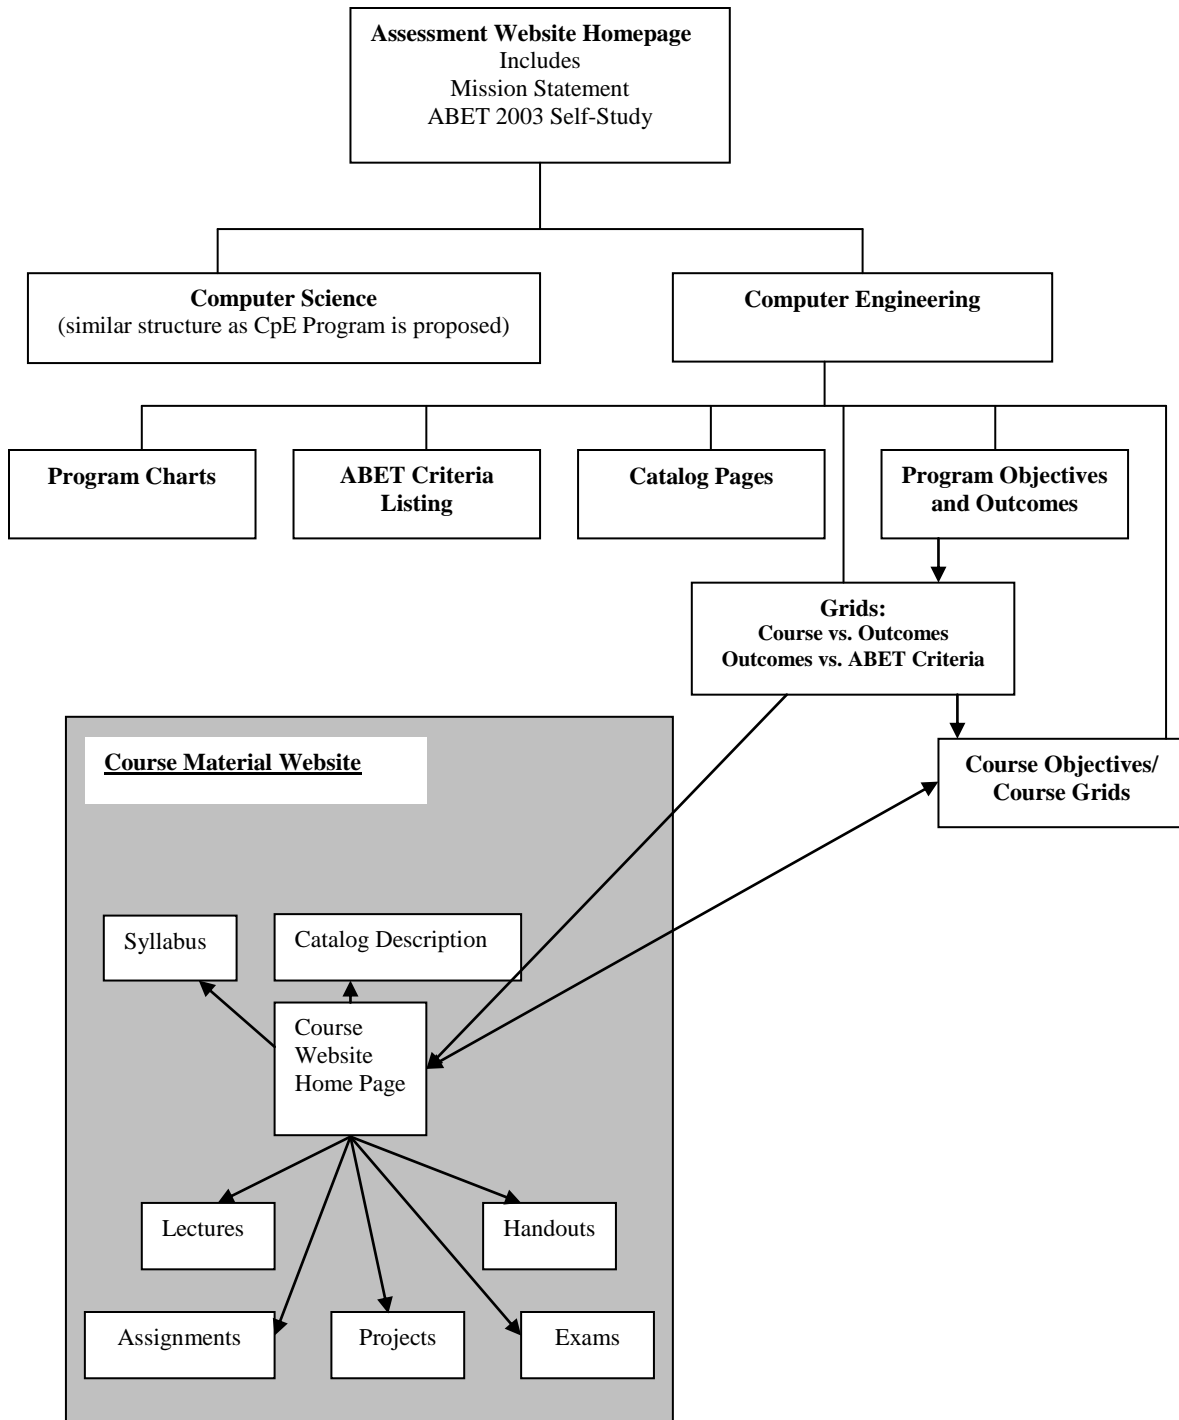 Assessment Website Homepage
Includes
Mission Statement
ABET 2003 Self-Study
Computer Science
(similar structure as CpE Program is proposed)
Computer Engineering
Program Charts
ABET Criteria
Listing
Catalog Pages
Program Objectives
and Outcomes
Grids:
Course vs. Outcomes
Outcomes vs. ABET Criteria
Course Objectives/
Course Grids
Course Material Website
Syllabus
Catalog Description
Course
Website
Home Page
Lectures
Handouts
Assignments
Projects
Exams